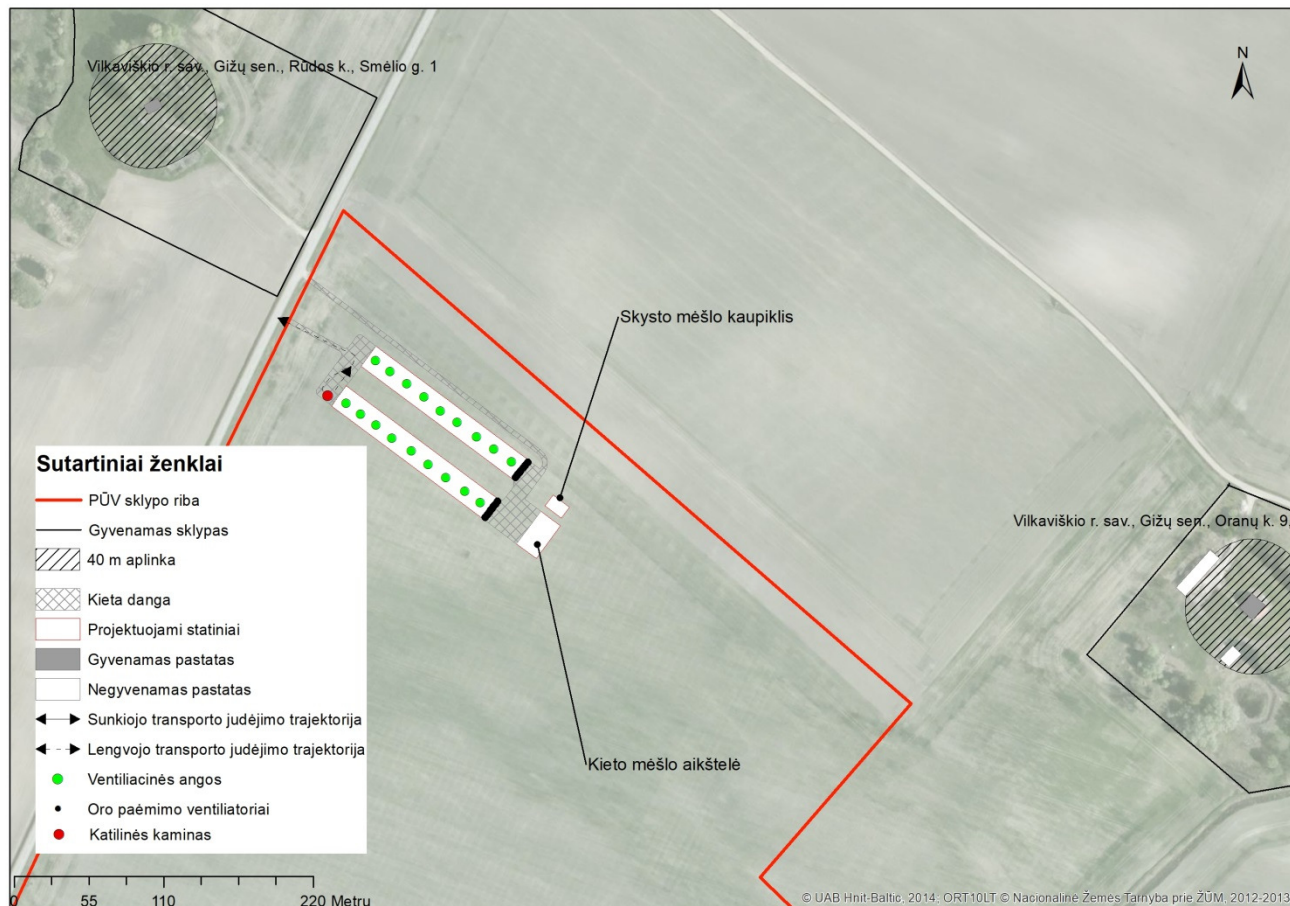 Vilkaviškio r. sav., Gižų sen., Rūdos k., Smėlio g. 1
N
Skysto mėšlo kaupiklis
Vilkaviškio r. sav., Gižų sen., Oranų k. 9,
Kieto mėšlo aikštelė
Sutartiniai ženklai
PŪV sklypo riba
Gyvenamas sklypas
40 m aplinka
Kieta danga
Projektuojami statiniai
Gyvenamas pastatas
Negyvenamas pastatas
Sunkiojo transporto judėjimo trajektorija
Lengvojo transporto judėjimo trajektorija
Ventiliacinės angos
Oro paėmimo ventiliatoriai
Katilinės kaminas
0 55 110 220 Metrų
© UAB Hnit-Baltic, 2014; ORT10LT © Nacionalinė Žemės Tarnyba prie ŽŪM, 2012-2013